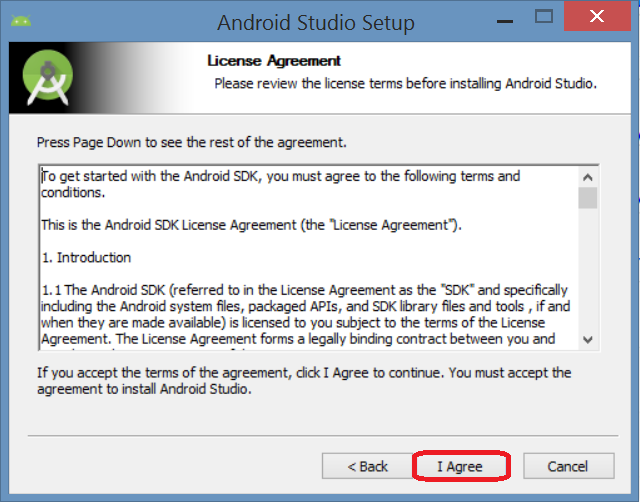 Android Studio Setup
License Agreement
Please review the license terms before installing Android Studio.
Press Page Down to see the rest of the agreement.
To get started with the Android SDK, you must agree to the following terms and
conditions.
This is the Android SDK License Agreement (the "License Agreement").
1. Introduction
1.1 The Android SDK (referred to in the License Agreement as the "SDK" and specifically
including the Android system files, packaged APIs, and SDK library files and tools , if and
when they are made available) is licensed to you subject to the terms of the License
Agreement. The License Agreement forms a legally binding contract between you and
If you accept the terms of the agreement, click I Agree to continue. You must accept the
agreement to install Android Studio.
< Back
I Agree
Cancel